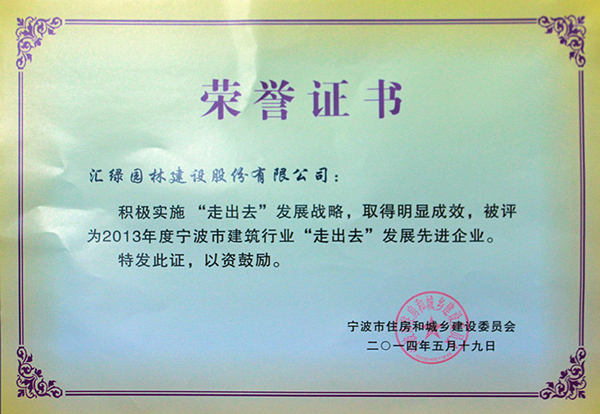 荣誉证书
汇绿园林建设股份有限公司：
积极实施“走出去”发展战略，取得明显成效，被评
为2013年度宁波市建筑行业“走出去”发展先进企业。
特发此证，以资鼓励。
宁波市住房和城乡建设委员会
二〇一四年五月十九日